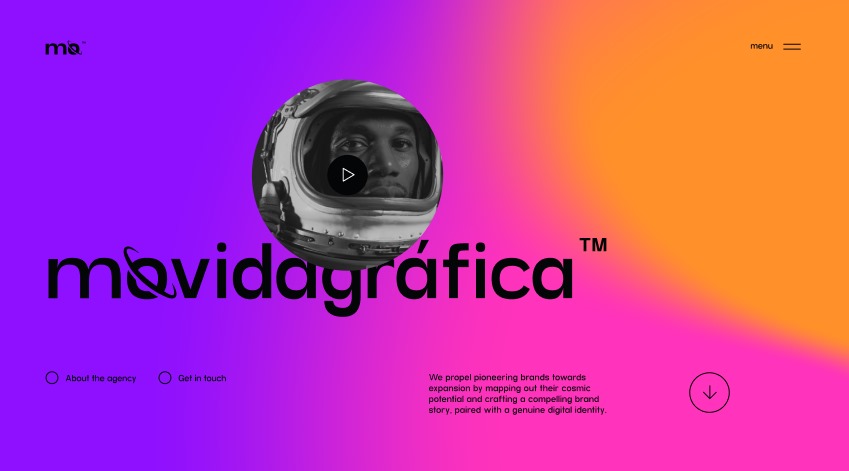 mo
menu
movidagráfica™
About the agency
Get in touch
We propel pioneering brands towards
expansion by mapping out their cosmic
potential and crafting a compelling brand
story, paired with a genuine digital identity.